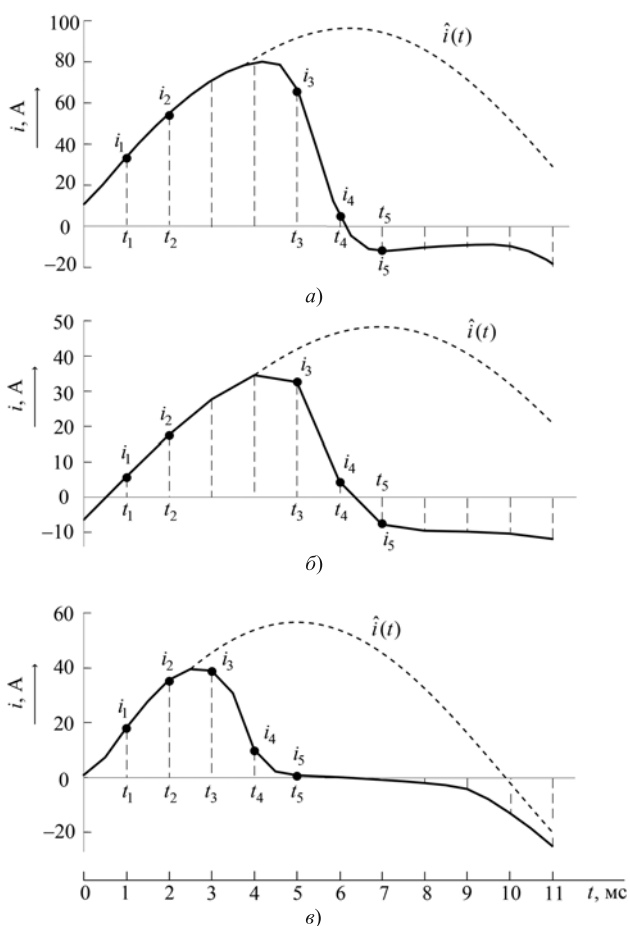 100
80
60
40
20
0
−20
i, A
i₁
i₂
i₃
i₄
t₅
i₅
t₁
t₂
t₃
t₄
î(t)
а)
50
40
30
20
10
0
−10
i, A
i₁
i₂
i₃
i₄
t₅
i₅
t₁
t₂
t₃
t₄
î(t)
б)
60
40
20
0
−20
i, A
i₁
i₂
i₃
i₄
i₅
t₁
t₂
t₃
t₄
t₅
î(t)
0 1 2 3 4 5 6 7 8 9 10 11 t, мс
в)